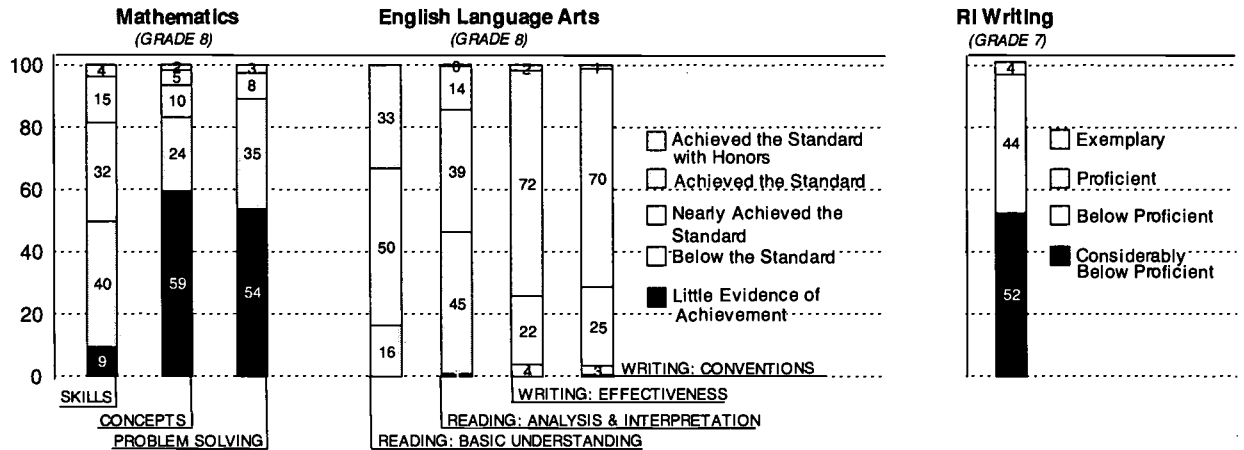 Mathematics
(GRADE 8)
English Language Arts
(GRADE 8)
RI Writing
(GRADE 7)
100
80
60
40
20
0
4
15
32
40
9
2
5
10
24
59
3
8
35
54
33
50
16
0
14
39
45
2
72
22
4
1
70
25
3
Achieved the Standard
with Honors
Achieved the Standard
Nearly Achieved the
Standard
Below the Standard
Little Evidence of
Achievement
4
44
52
Exemplary
Proficient
Below Proficient
Considerably
Below Proficient
SKILLS
CONCEPTS
PROBLEM SOLVING
WRITING: CONVENTIONS
WRITING: EFFECTIVENESS
READING: ANALYSIS & INTERPRETATION
READING: BASIC UNDERSTANDING